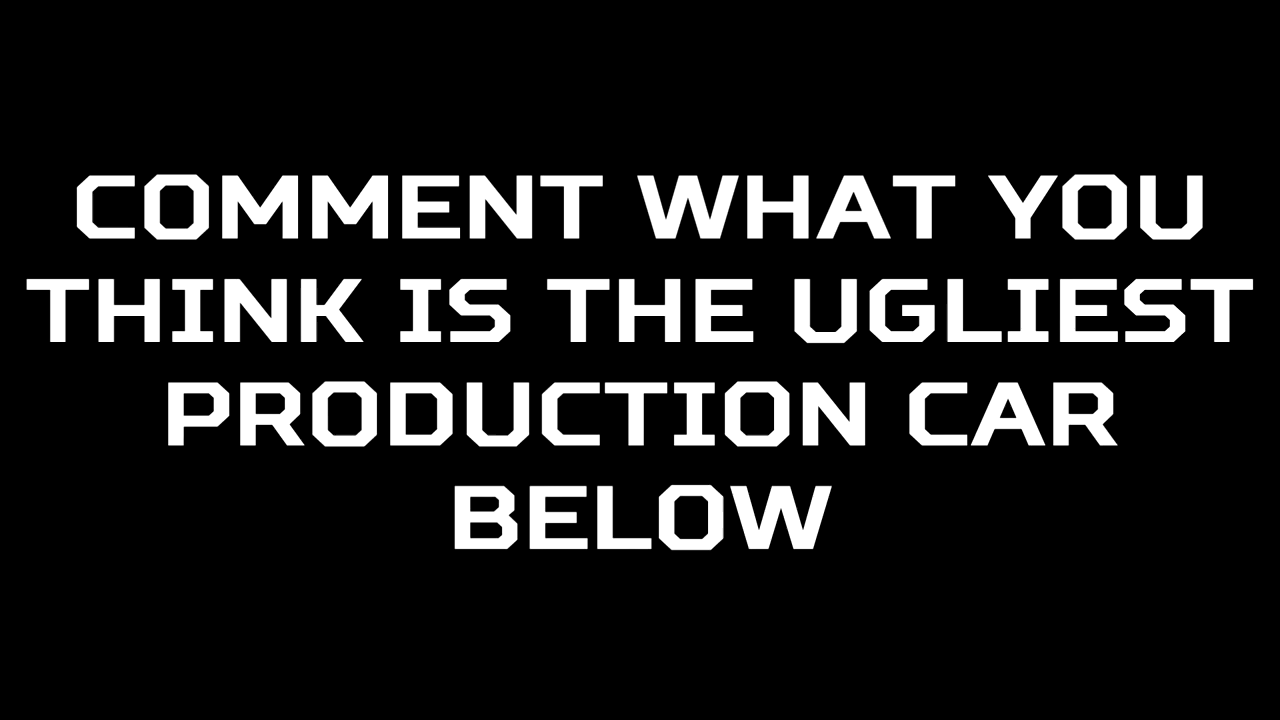 COMMENT WHAT YOU
THINK IS THE UGLIEST
PRODUCTION CAR
BELOW